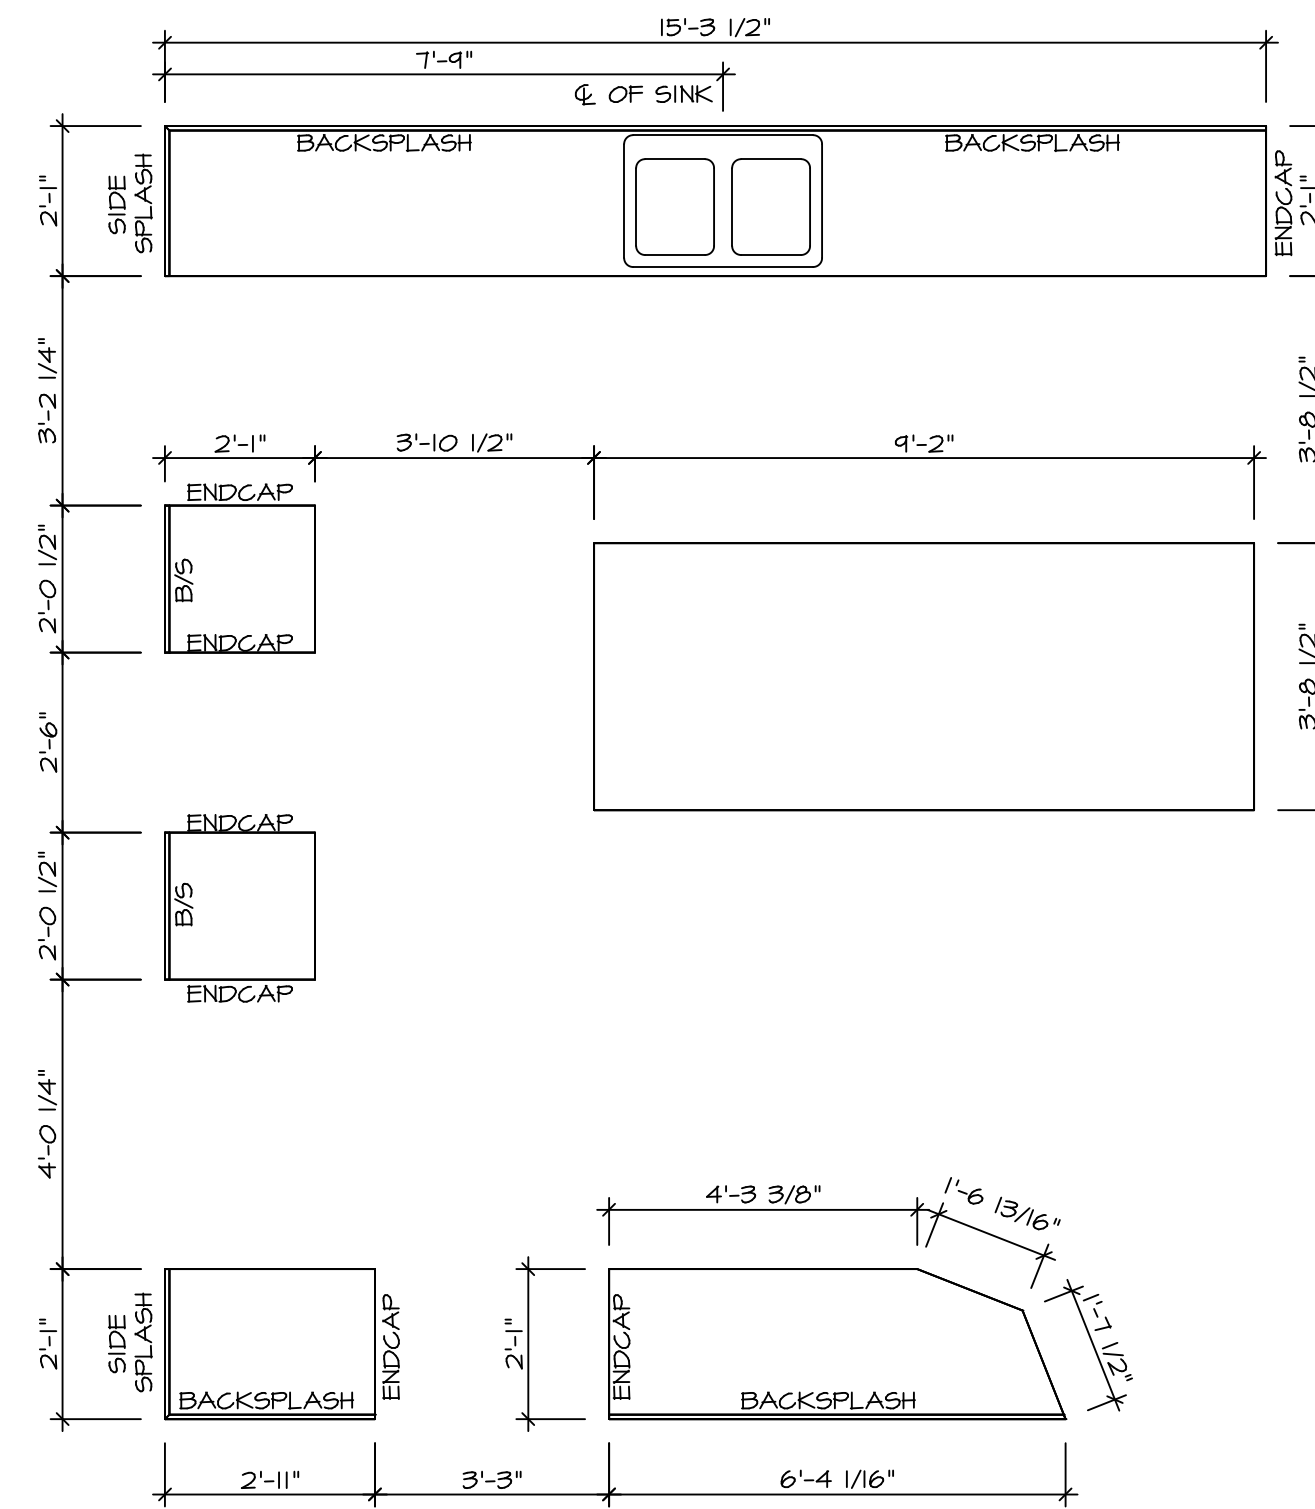 15'-3 1/2"
7'-9"
℄ OF SINK
BACKSPLASH
BACKSPLASH
2'-1"
SIDE
SPLASH
ENDCAP
2'-1"
3'-2 1/4"
3'-8 1/2"
2'-1"
3'-10 1/2"
9'-2"
ENDCAP
2'-0 1/2"
B/S
ENDCAP
3'-8 1/2"
2'-6"
ENDCAP
2'-0 1/2"
B/S
ENDCAP
4'-0 1/4"
4'-3 3/8"
1'-6 13/16"
1'-7 1/2"
2'-1"
SIDE
SPLASH
ENDCAP
2'-1"
ENDCAP
BACKSPLASH
BACKSPLASH
2'-11"
3'-3"
6'-4 1/16"